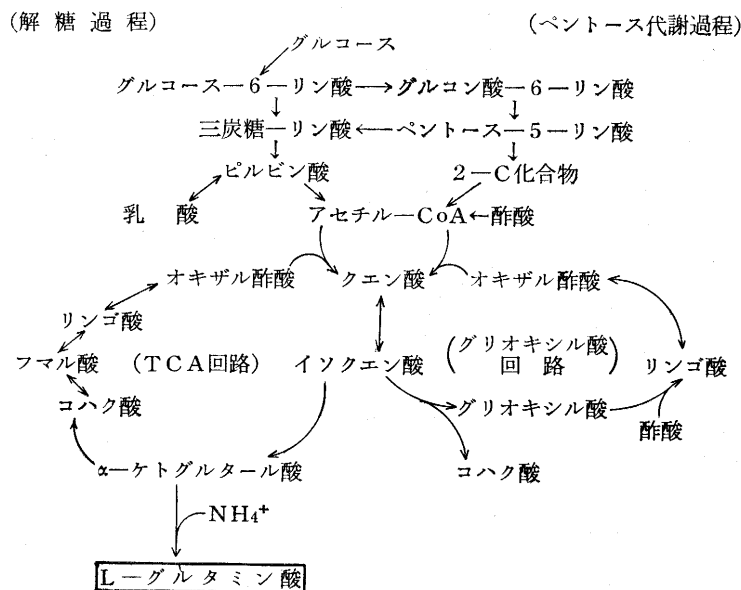 (解糖過程) (ペントース代謝過程)
グルコース
グルコース―6―リン酸→グルコン酸―6―リン酸
↓ ↓
三炭糖―リン酸←ペントース―5―リン酸
↓ ↓
ピルビン酸 2―C化合物
乳酸 アセチル―CoA←酢酸
オキザル酢酸 クエン酸 オキザル酢酸
リンゴ酸
フマル酸 (TCA回路) イソクエン酸 (グリオキシル酸回路) リンゴ酸
コハク酸 グリオキシル酸
酢酸
α―ケトグルタール酸 コハク酸
NH₄⁺
L―グルタミン酸